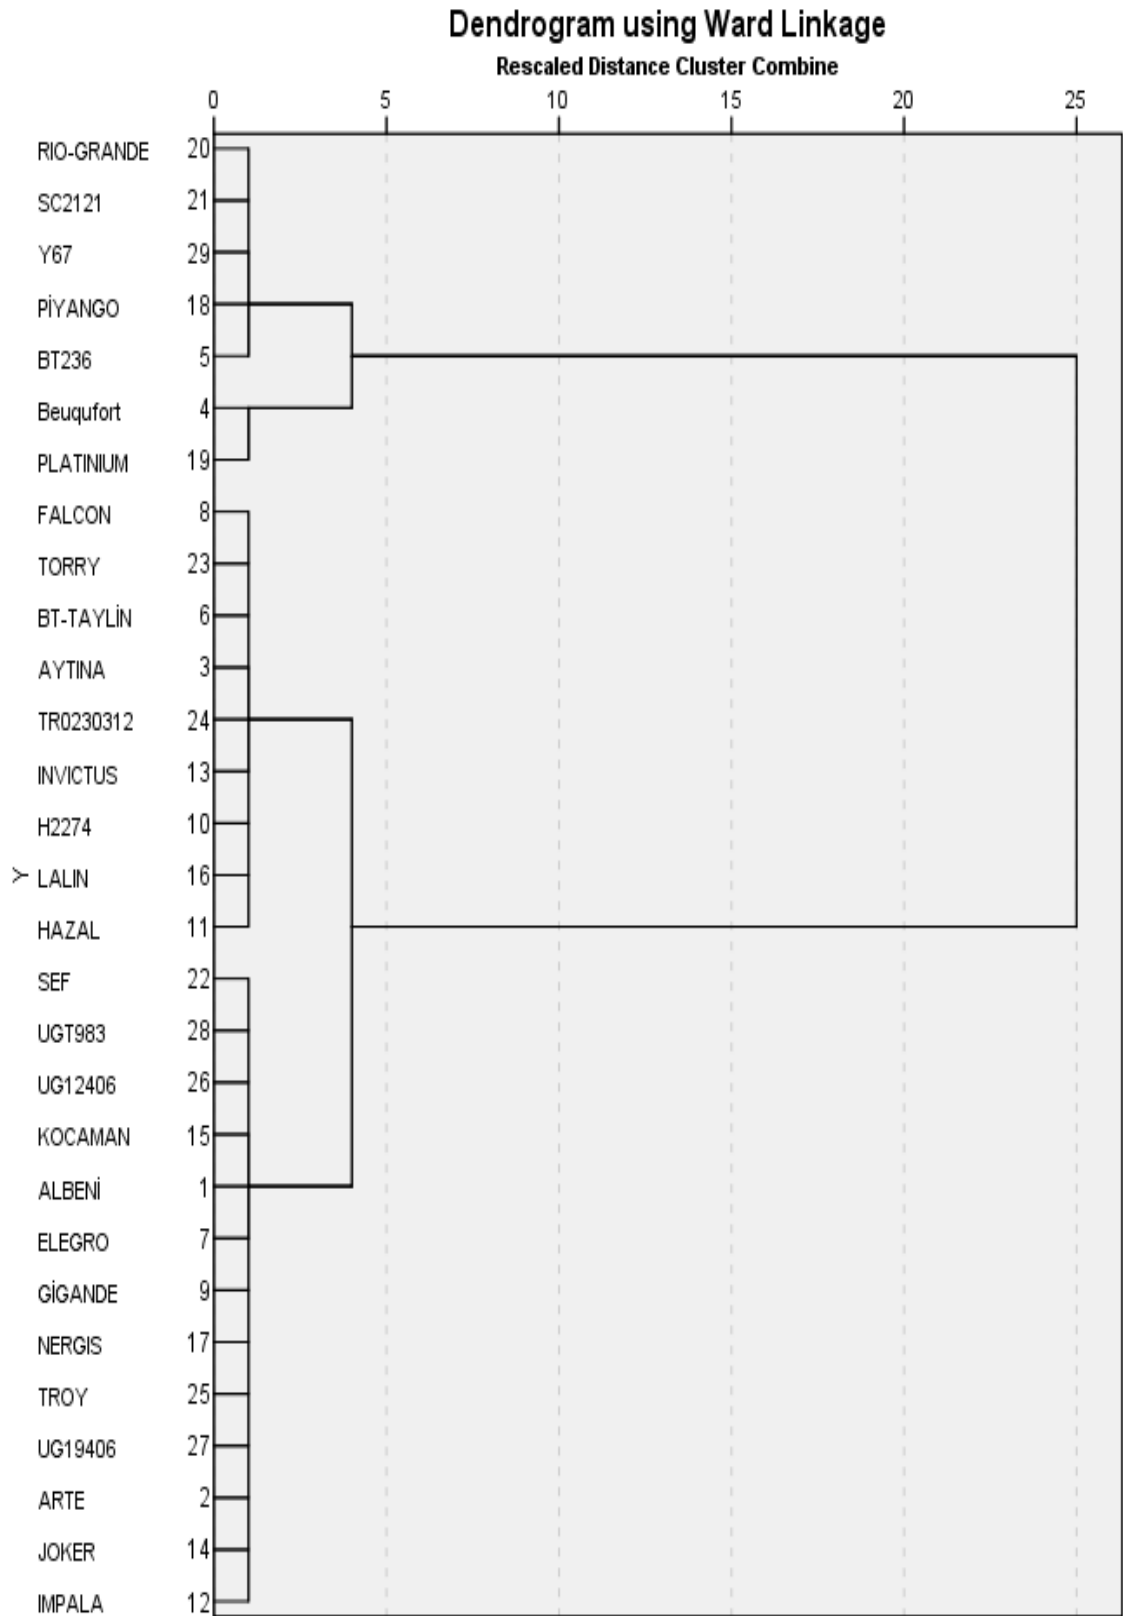 Dendrogram using Ward Linkage
Rescaled Distance Cluster Combine
0 5 10 15 20 25
RIO-GRANDE 20
SC2121 21
Y67 29
PİYANGO 18
BT236 5
Beuqufort 4
PLATINIUM 19
FALCON 8
TORRY 23
BT-TAYLİN 6
AYTINA 3
TR0230312 24
INVICTUS 13
H2274 10
Y LALIN 16
HAZAL 11
SEF 22
UGT983 28
UG12406 26
KOCAMAN 15
ALBENİ 1
ELEGRO 7
GİGANDE 9
NERGIS 17
TROY 25
UG19406 27
ARTE 2
JOKER 14
IMPALA 12